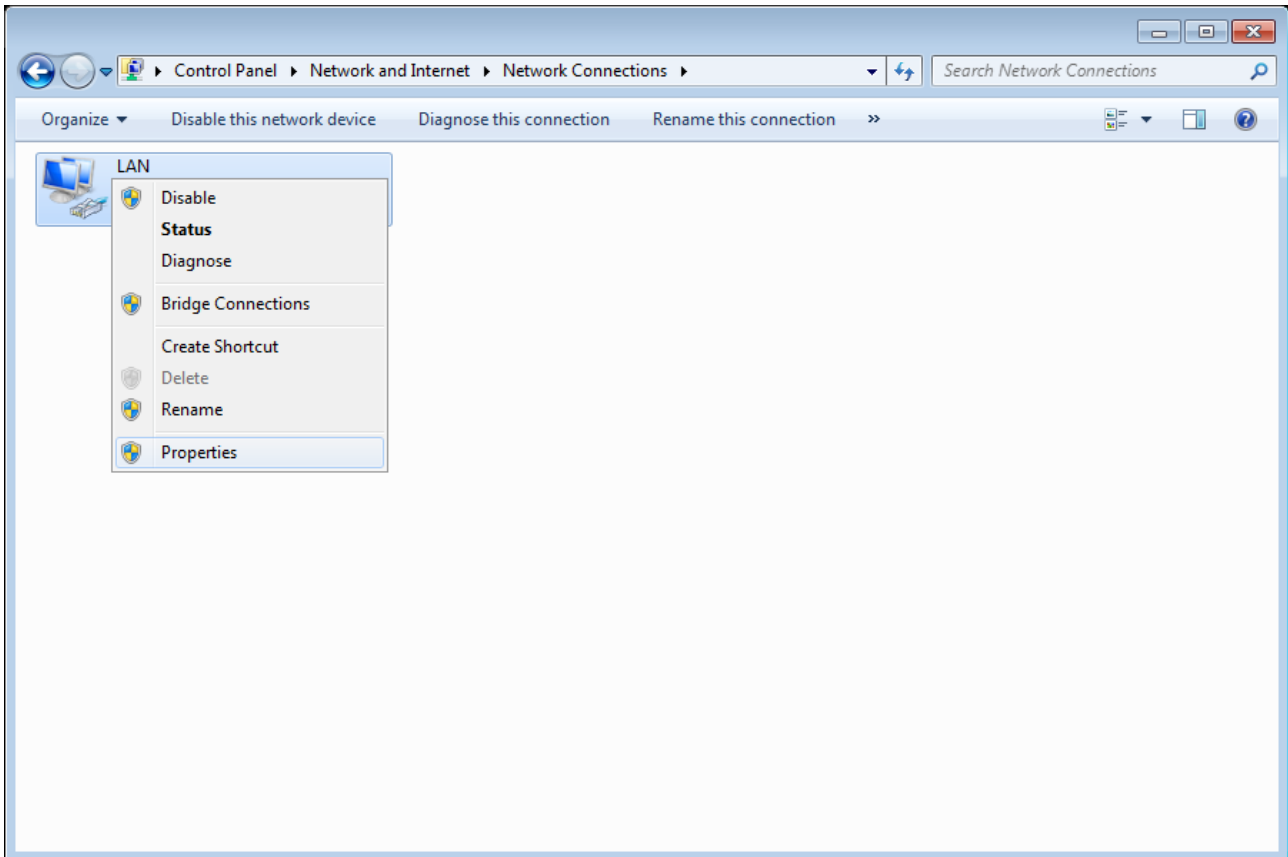 Control Panel Network and Internet Network Connections Search Network Connections
Organize Disable this network device Diagnose this connection Rename this connection »
LAN
Disable
Status
Diagnose
Bridge Connections
Create Shortcut
Delete
Rename
Properties